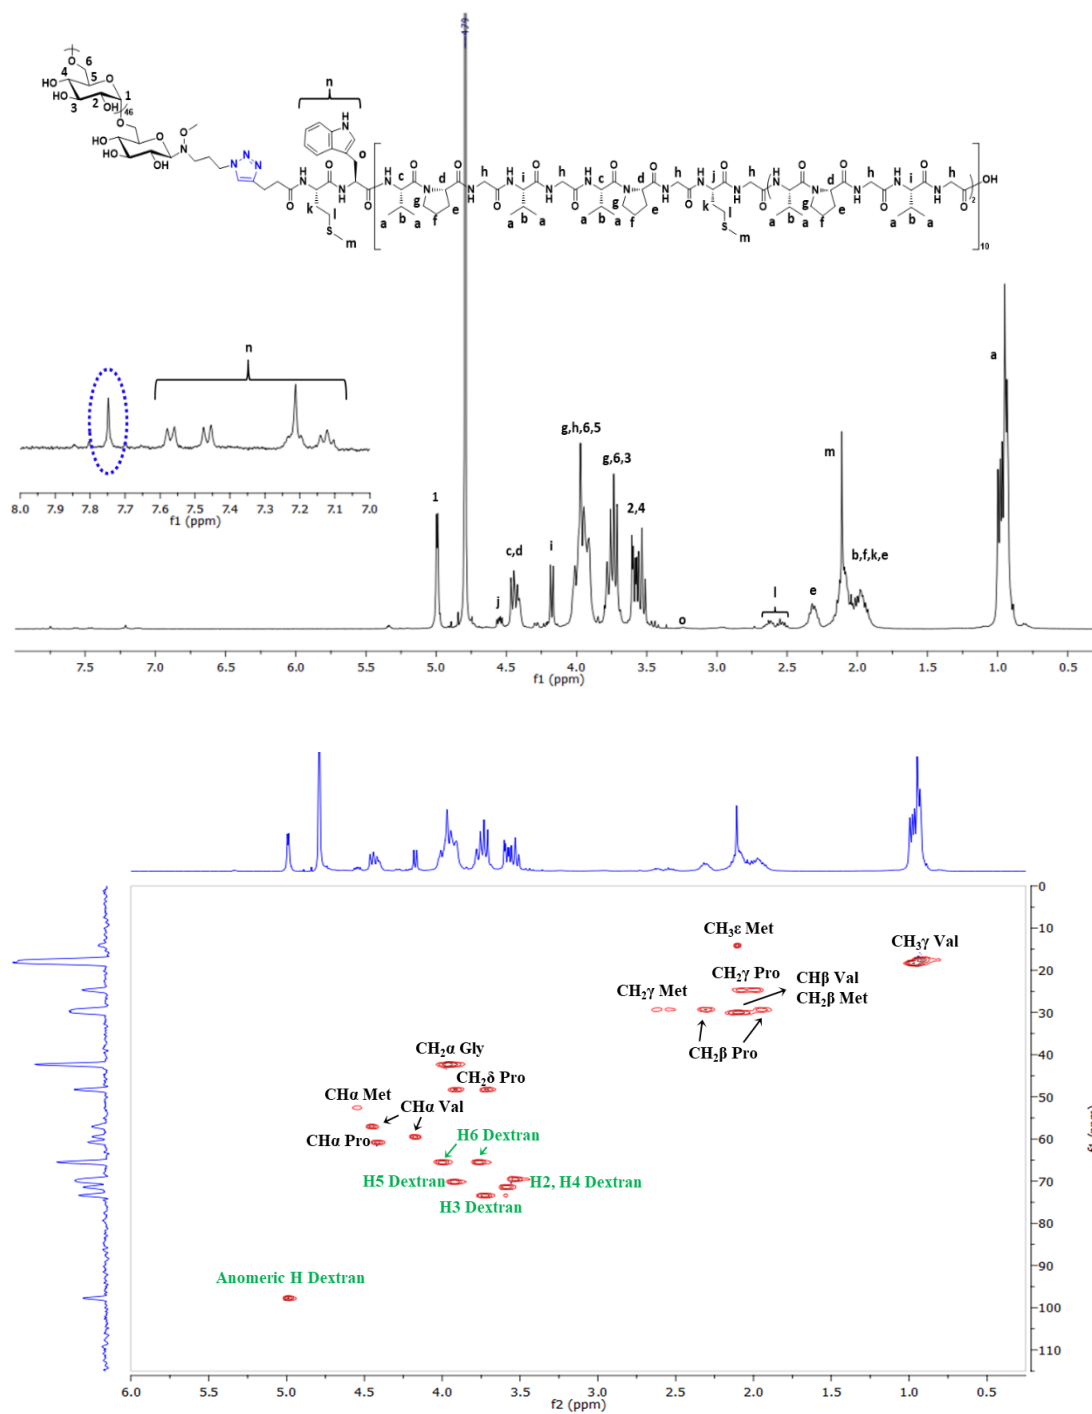 4.79
n
O
6
4
5
O
HO
1
HO
3
2
OH
46
O
O
O
HO
N
HO
OH
N
N
N
O
H
N
O
N
H
O
HN
o
k
l
S
m
H
N
c
O
N
d
O
H
N
h
O
N
H
i
O
H
N
h
O
N
H
c
O
N
d
O
H
N
h
O
N
H
j
O
H
N
h
O
N
H
O
N
d
O
H
N
h
O
N
H
i
O
H
N
h
O
2
OH
a
b
a
g
f
e
a
b
a
a
b
a
g
f
e
k
l
S
m
a
b
a
g
f
e
a
b
a
10
n
8.0 7.9 7.8 7.7 7.6 7.5 7.4 7.3 7.2 7.1 7.0
f1 (ppm)
1
j
c,d
i
g,h,6,5
g,6,3
2,4
o
l
e
m
b,f,k,e
a
7.5 7.0 6.5 6.0 5.5 5.0 4.5 4.0 3.5 3.0 2.5 2.0 1.5 1.0 0.5
f1 (ppm)
CH₃ε Met
CH₃γ Val
CH₂γ Pro
CHβ Val
CH₂γ Met
CH₂β Met
CH₂β Pro
CH₂α Gly
CH₂δ Pro
CHα Met
CHα Val
CHα Pro
H6 Dextran
H5 Dextran
H2, H4 Dextran
H3 Dextran
Anomeric H Dextran
0
10
20
30
40
50
60
70
80
90
100
110
f1 (ppm)
6.0 5.0 4.5 4.0 3.5 3.0 2.5 2.0 1.5 1.0 0.5
f2 (ppm)